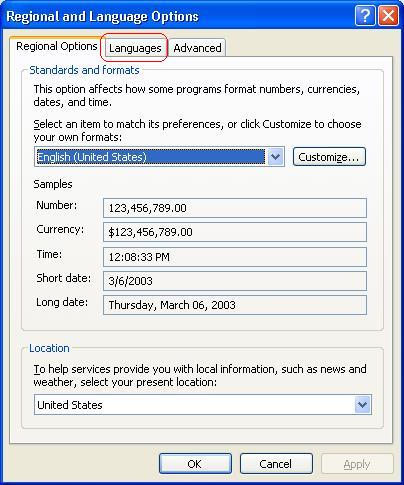 Regional and Language Options
Regional Options Languages Advanced
Standards and formats
This option affects how some programs format numbers, currencies,
dates, and time.
Select an item to match its preferences, or click Customize to choose
your own formats:
English (United States) Customize...
Samples
Number: 123,456,789.00
Currency: $123,456,789.00
Time: 12:08:33 PM
Short date: 3/6/2003
Long date: Thursday, March 06, 2003
Location
To help services provide you with local information, such as news and
weather, select your present location:
United States
OK Cancel Apply